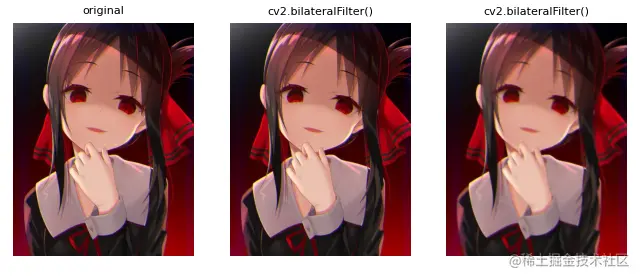 original
cv2.bilateralFilter()
cv2.bilateralFilter()
@稀土掘金技术社区